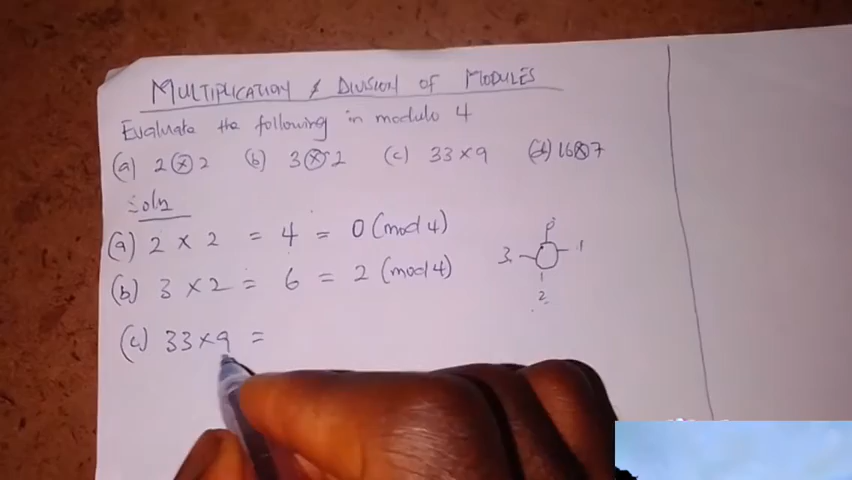 MULTIPLICATION & DIVISION OF MODULES
Evaluate the following in modulo 4
(a) 2 ⊗ 2 (b) 3 ⊗ 2 (c) 33 × 9 (d) 16 ⊗ 7
Soln
(a) 2 × 2 = 4 = 0 (mod 4)
(b) 3 × 2 = 6 = 2 (mod 4)
(c) 33 × 9 =
0
3 1
2